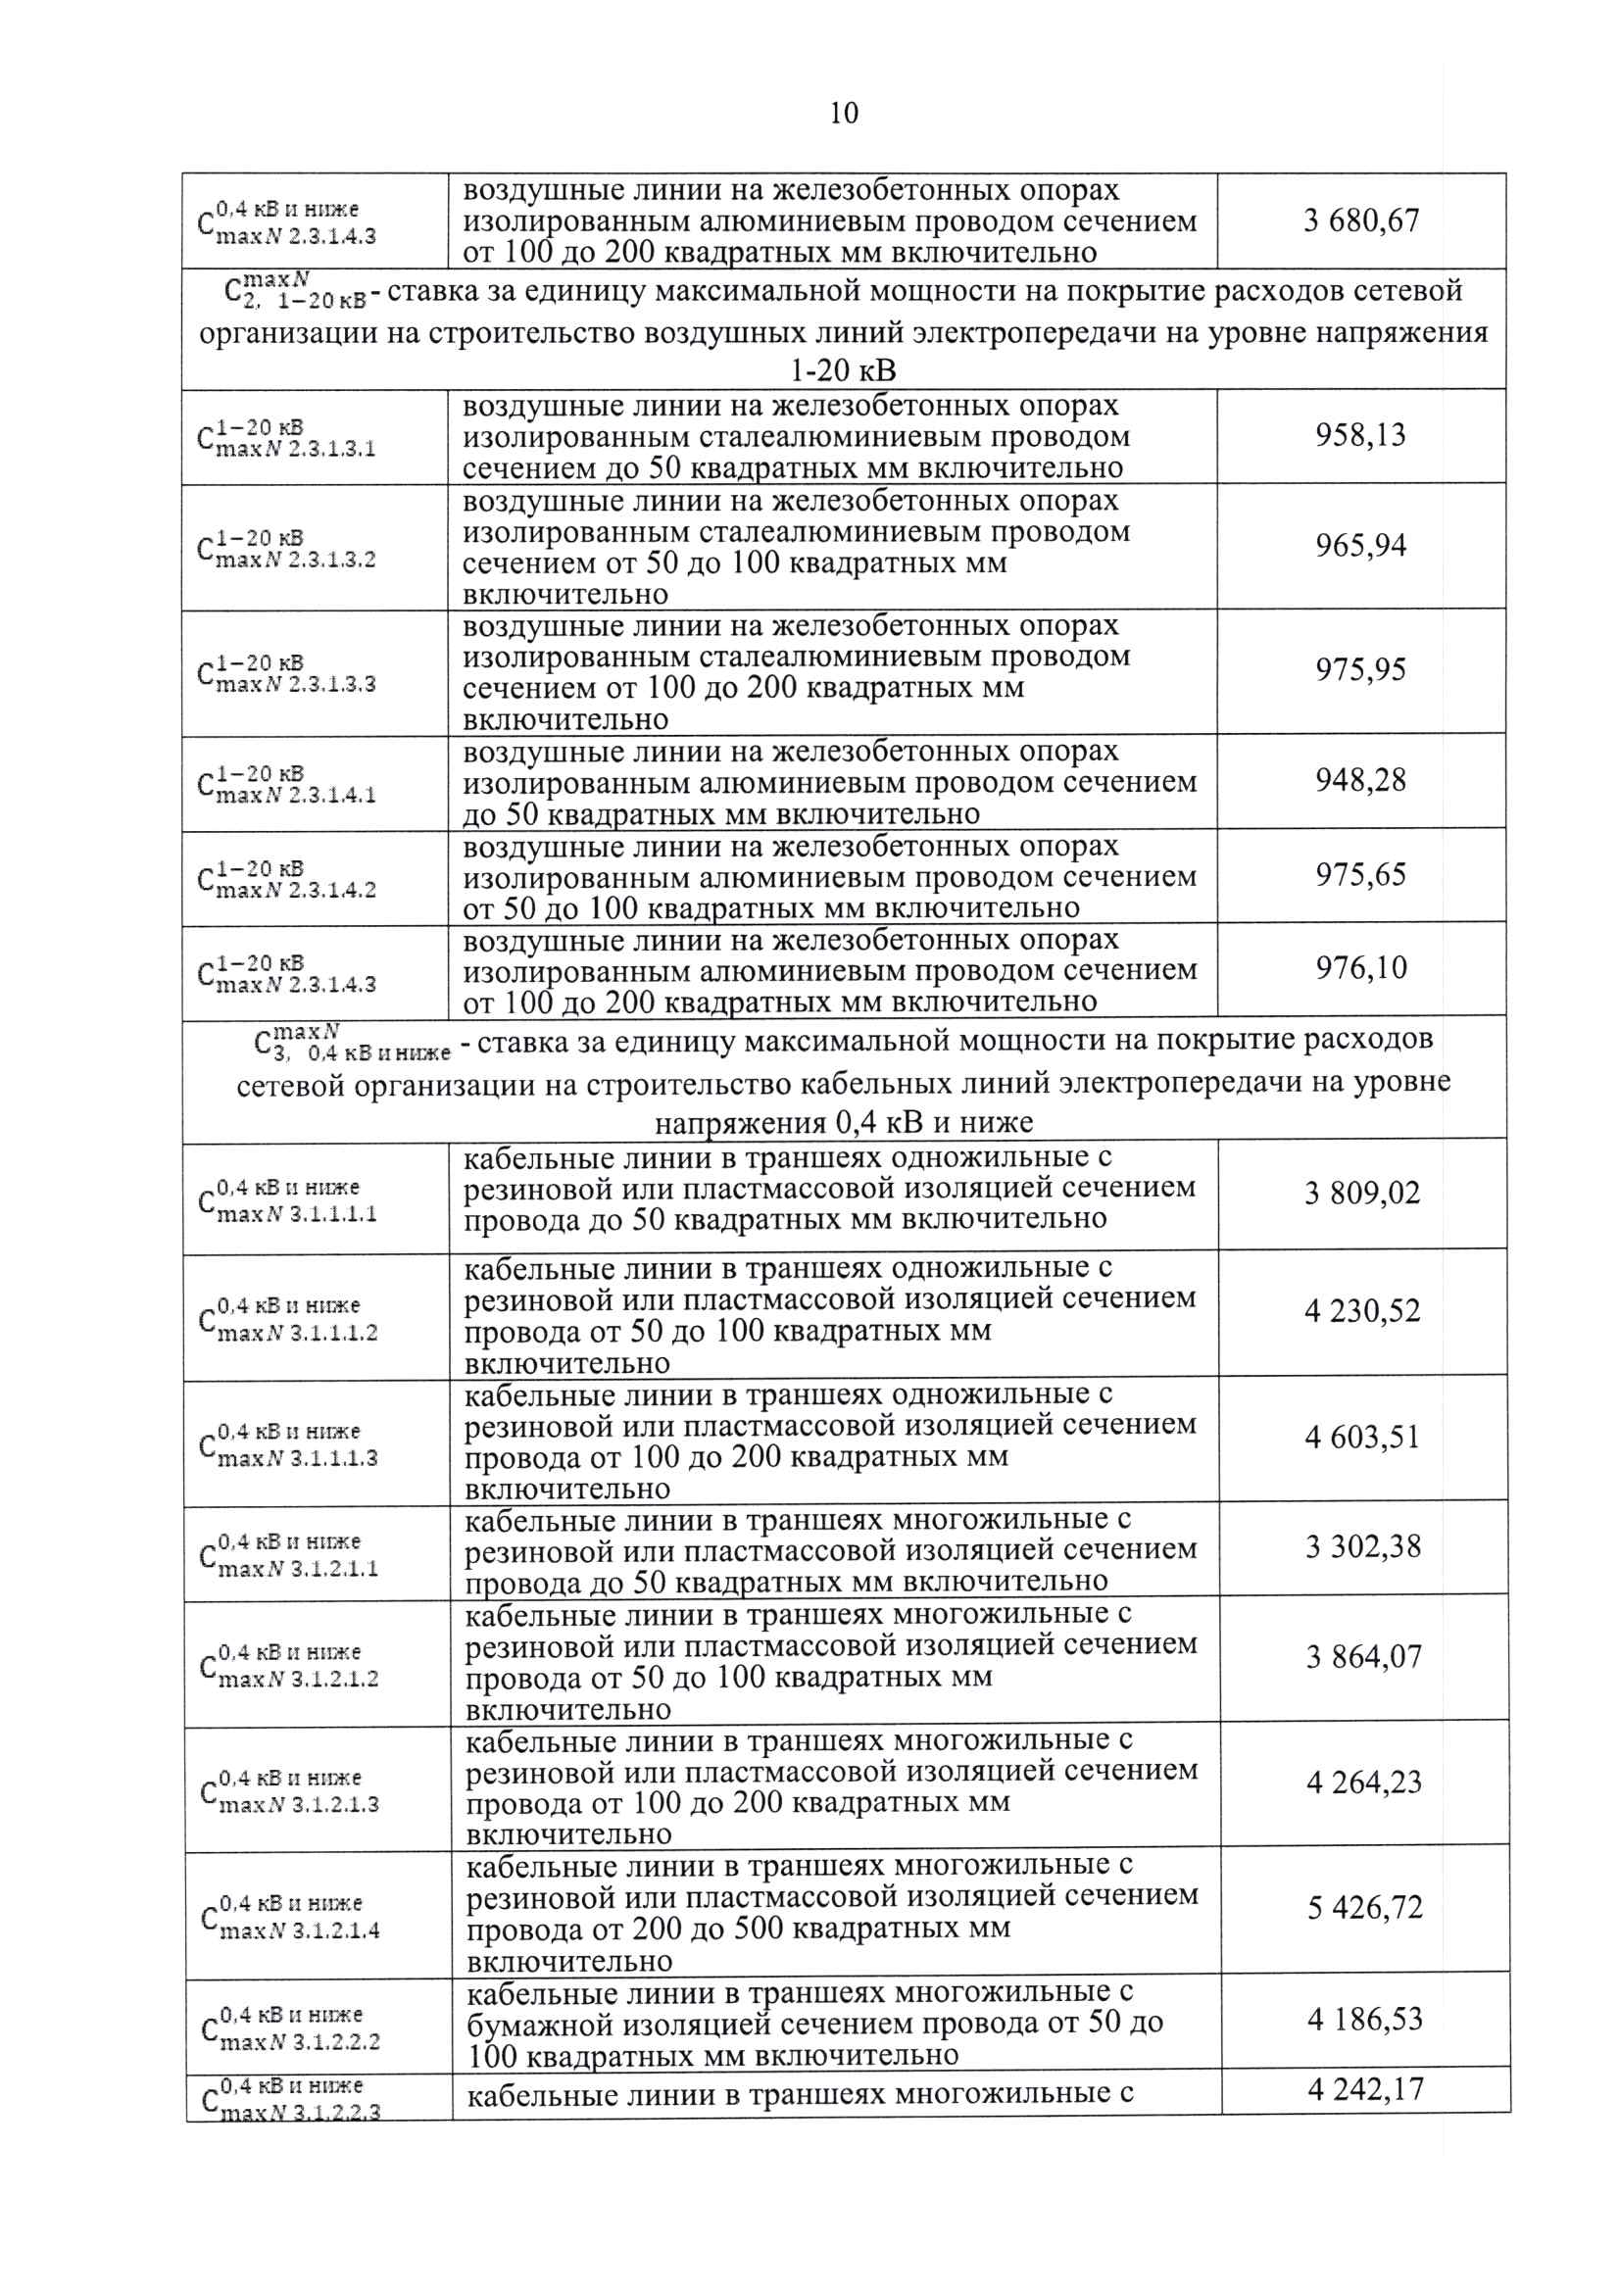 10
C^{0,4 кВ и ниже}_{maxN 2.3.1.4.3}
воздушные линии на железобетонных опорах
изолированным алюминиевым проводом сечением
от 100 до 200 квадратных мм включительно
3 680,67
C^{maxN}_{2, 1−20 кВ} - ставка за единицу максимальной мощности на покрытие расходов сетевой
организации на строительство воздушных линий электропередачи на уровне напряжения
1-20 кВ
C^{1−20 кВ}_{maxN 2.3.1.3.1}
воздушные линии на железобетонных опорах
изолированным сталеалюминиевым проводом
сечением до 50 квадратных мм включительно
958,13
C^{1−20 кВ}_{maxN 2.3.1.3.2}
воздушные линии на железобетонных опорах
изолированным сталеалюминиевым проводом
сечением от 50 до 100 квадратных мм
включительно
965,94
C^{1−20 кВ}_{maxN 2.3.1.3.3}
воздушные линии на железобетонных опорах
изолированным сталеалюминиевым проводом
сечением от 100 до 200 квадратных мм
включительно
975,95
C^{1−20 кВ}_{maxN 2.3.1.4.1}
воздушные линии на железобетонных опорах
изолированным алюминиевым проводом сечением
до 50 квадратных мм включительно
948,28
C^{1−20 кВ}_{maxN 2.3.1.4.2}
воздушные линии на железобетонных опорах
изолированным алюминиевым проводом сечением
от 50 до 100 квадратных мм включительно
975,65
C^{1−20 кВ}_{maxN 2.3.1.4.3}
воздушные линии на железобетонных опорах
изолированным алюминиевым проводом сечением
от 100 до 200 квадратных мм включительно
976,10
C^{maxN}_{3, 0,4 кВ и ниже} - ставка за единицу максимальной мощности на покрытие расходов
сетевой организации на строительство кабельных линий электропередачи на уровне
напряжения 0,4 кВ и ниже
C^{0,4 кВ и ниже}_{maxN 3.1.1.1.1}
кабельные линии в траншеях одножильные с
резиновой или пластмассовой изоляцией сечением
провода до 50 квадратных мм включительно
3 809,02
C^{0,4 кВ и ниже}_{maxN 3.1.1.1.2}
кабельные линии в траншеях одножильные с
резиновой или пластмассовой изоляцией сечением
провода от 50 до 100 квадратных мм
включительно
4 230,52
C^{0,4 кВ и ниже}_{maxN 3.1.1.1.3}
кабельные линии в траншеях одножильные с
резиновой или пластмассовой изоляцией сечением
провода от 100 до 200 квадратных мм
включительно
4 603,51
C^{0,4 кВ и ниже}_{maxN 3.1.2.1.1}
кабельные линии в траншеях многожильные с
резиновой или пластмассовой изоляцией сечением
провода до 50 квадратных мм включительно
3 302,38
C^{0,4 кВ и ниже}_{maxN 3.1.2.1.2}
кабельные линии в траншеях многожильные с
резиновой или пластмассовой изоляцией сечением
провода от 50 до 100 квадратных мм
включительно
3 864,07
C^{0,4 кВ и ниже}_{maxN 3.1.2.1.3}
кабельные линии в траншеях многожильные с
резиновой или пластмассовой изоляцией сечением
провода от 100 до 200 квадратных мм
включительно
4 264,23
C^{0,4 кВ и ниже}_{maxN 3.1.2.1.4}
кабельные линии в траншеях многожильные с
резиновой или пластмассовой изоляцией сечением
провода от 200 до 500 квадратных мм
включительно
5 426,72
C^{0,4 кВ и ниже}_{maxN 3.1.2.2.2}
кабельные линии в траншеях многожильные с
бумажной изоляцией сечением провода от 50 до
100 квадратных мм включительно
4 186,53
C^{0,4 кВ и ниже}_{maxN 3.1.2.2.3}
кабельные линии в траншеях многожильные с
4 242,17